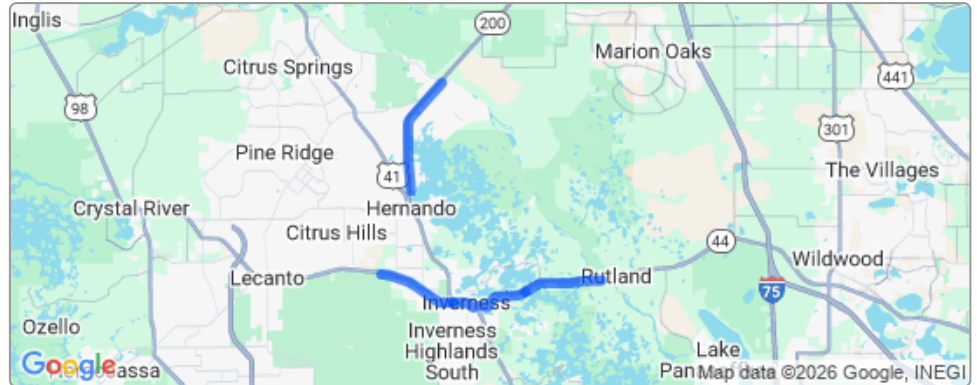 Inglis
200
Marion Oaks
Citrus Springs
441
98
301
Pine Ridge
The Villages
41
Crystal River
Hernando
Citrus Hills
44
Wildwood
Lecanto
Rutland
75
Inverness
Ozello
Inverness
Highlands
South
Lake
Google
Map data ©2026 Google, INEGI